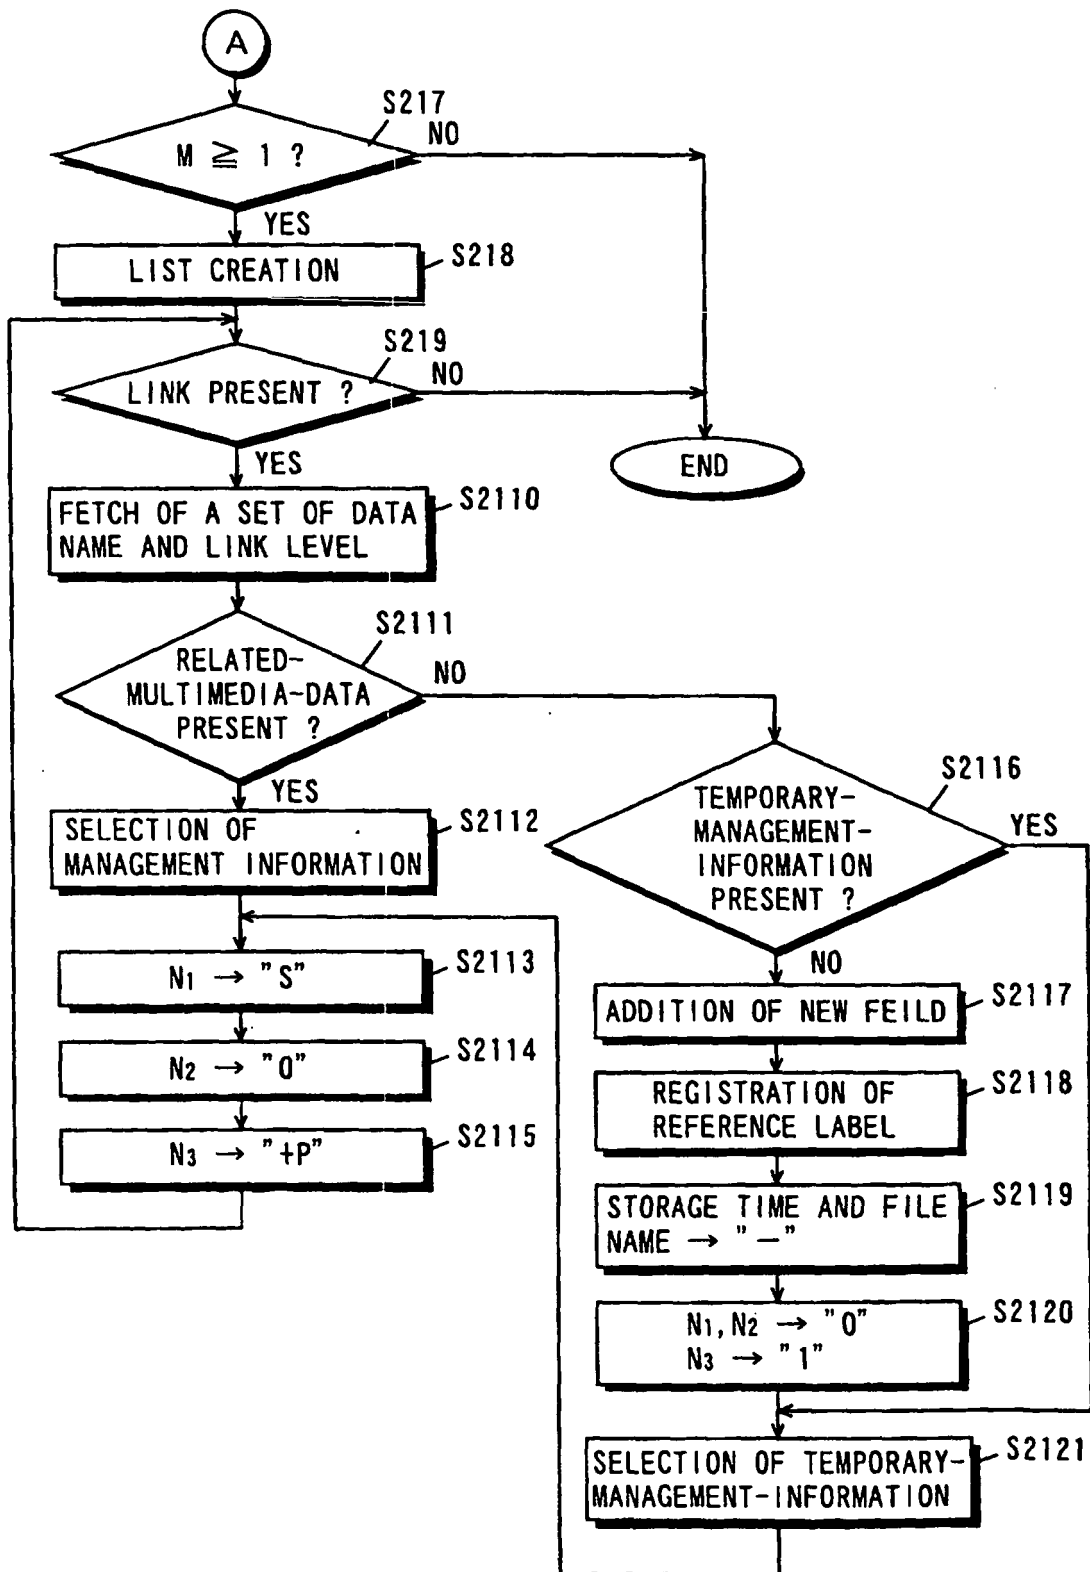 A
S217
M ≧ 1 ?
NO
YES
LIST CREATION
S218
S219
LINK PRESENT ?
NO
YES
END
FETCH OF A SET OF DATA
NAME AND LINK LEVEL
S2110
S2111
RELATED-
MULTIMEDIA-DATA
PRESENT ?
NO
YES
SELECTION OF
MANAGEMENT INFORMATION
S2112
N1 → "S"
S2113
N2 → "0"
S2114
N3 → "+P"
S2115
S2116
TEMPORARY-
MANAGEMENT-
INFORMATION
PRESENT ?
YES
NO
ADDITION OF NEW FEILD
S2117
REGISTRATION OF
REFERENCE LABEL
S2118
STORAGE TIME AND FILE
NAME → "—"
S2119
N1, N2 → "0"
N3 → "1"
S2120
SELECTION OF TEMPORARY-
MANAGEMENT-INFORMATION
S2121